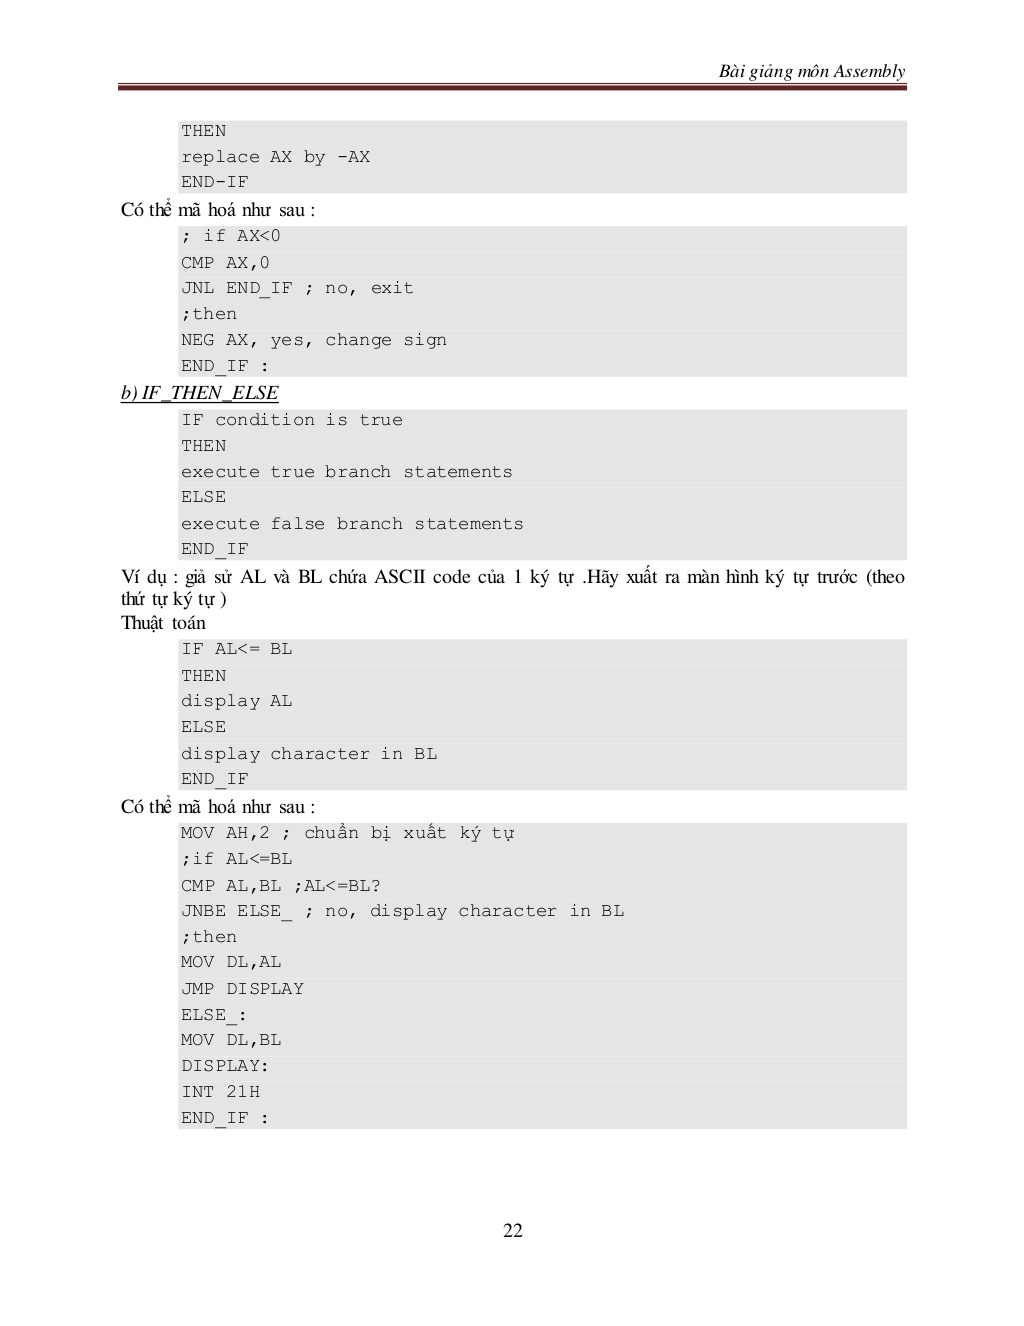 Bài giảng môn Assembly
THEN
replace AX by -AX
END-IF
Có thể mã hoá như sau :
; if AX<0
CMP AX,0
JNL END_IF ; no, exit
;then
NEG AX, yes, change sign
END_IF :
b) IF_THEN_ELSE
IF condition is true
THEN
execute true branch statements
ELSE
execute false branch statements
END_IF
Ví dụ : giả sử AL và BL chứa ASCII code của 1 ký tự .Hãy xuất ra màn hình ký tự trước (theo
thứ tự ký tự )
Thuật toán
IF AL<= BL
THEN
display AL
ELSE
display character in BL
END_IF
Có thể mã hoá như sau :
MOV AH,2 ; chuẩn bị xuất ký tự
;if AL<=BL
CMP AL,BL ;AL<=BL?
JNBE ELSE_ ; no, display character in BL
;then
MOV DL,AL
JMP DISPLAY
ELSE_:
MOV DL,BL
DISPLAY:
INT 21H
END_IF :
22